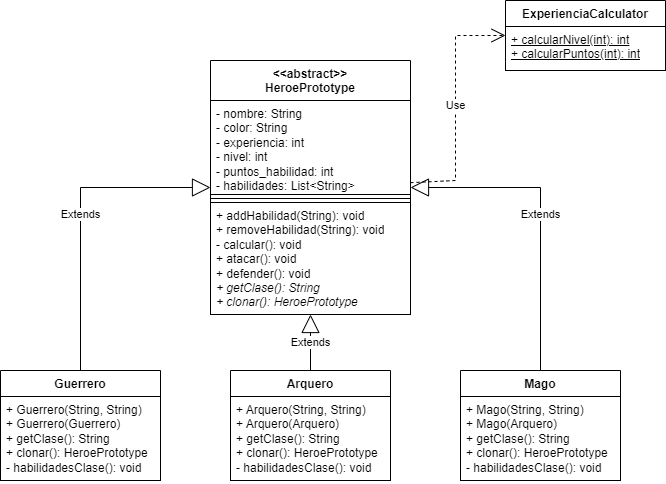 ExperienciaCalculator
+ calcularNivel(int): int
+ calcularPuntos(int): int
Use
<<abstract>>
HeroePrototype
- nombre: String
- color: String
- experiencia: int
- nivel: int
- puntos_habilidad: int
- habilidades: List<String>
+ addHabilidad(String): void
+ removeHabilidad(String): void
- calcular(): void
+ atacar(): void
+ defender(): void
+ getClase(): String
+ clonar(): HeroePrototype
Extends
Extends
Extends
Guerrero
+ Guerrero(String, String)
+ Guerrero(Guerrero)
+ getClase(): String
+ clonar(): HeroePrototype
- habilidadesClase(): void
Arquero
+ Arquero(String, String)
+ Arquero(Arquero)
+ getClase(): String
+ clonar(): HeroePrototype
- habilidadesClase(): void
Mago
+ Mago(String, String)
+ Mago(Arquero)
+ getClase(): String
+ clonar(): HeroePrototype
- habilidadesClase(): void